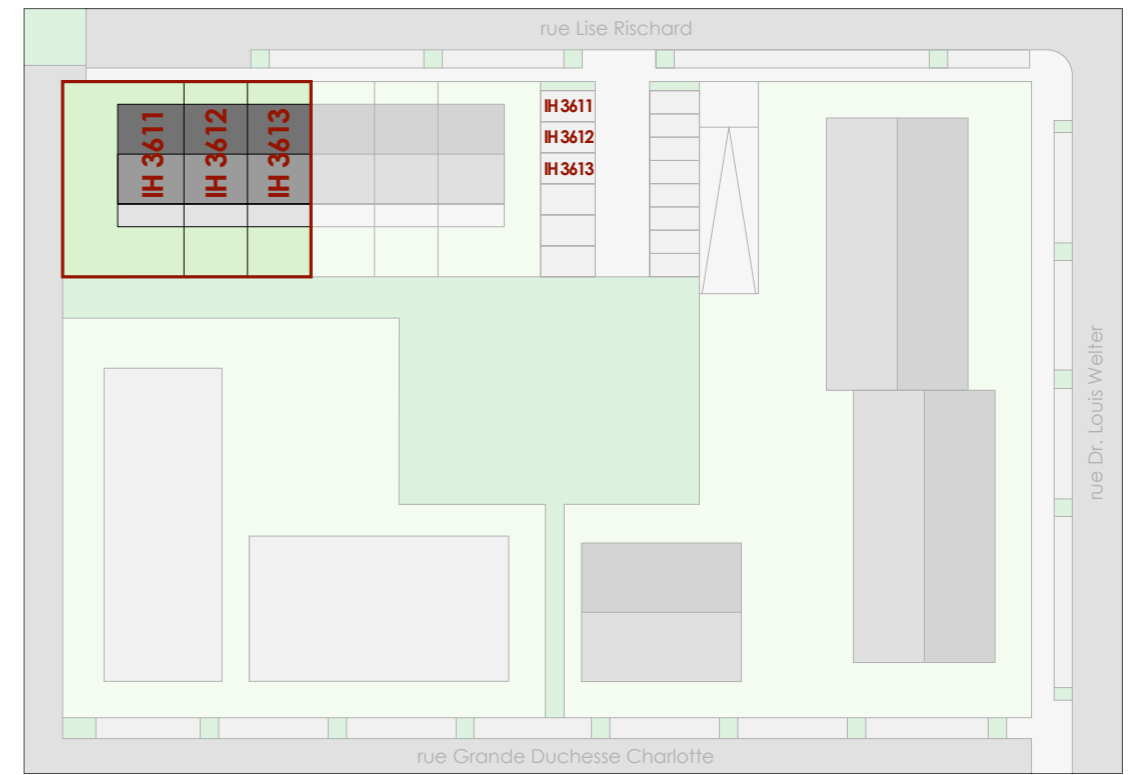 rue Lise Rischard
IH 3611
IH 3612
IH 3613
IH 3611
IH 3612
IH 3613
rue Dr. Louis Welter
rue Grande Duchesse Charlotte